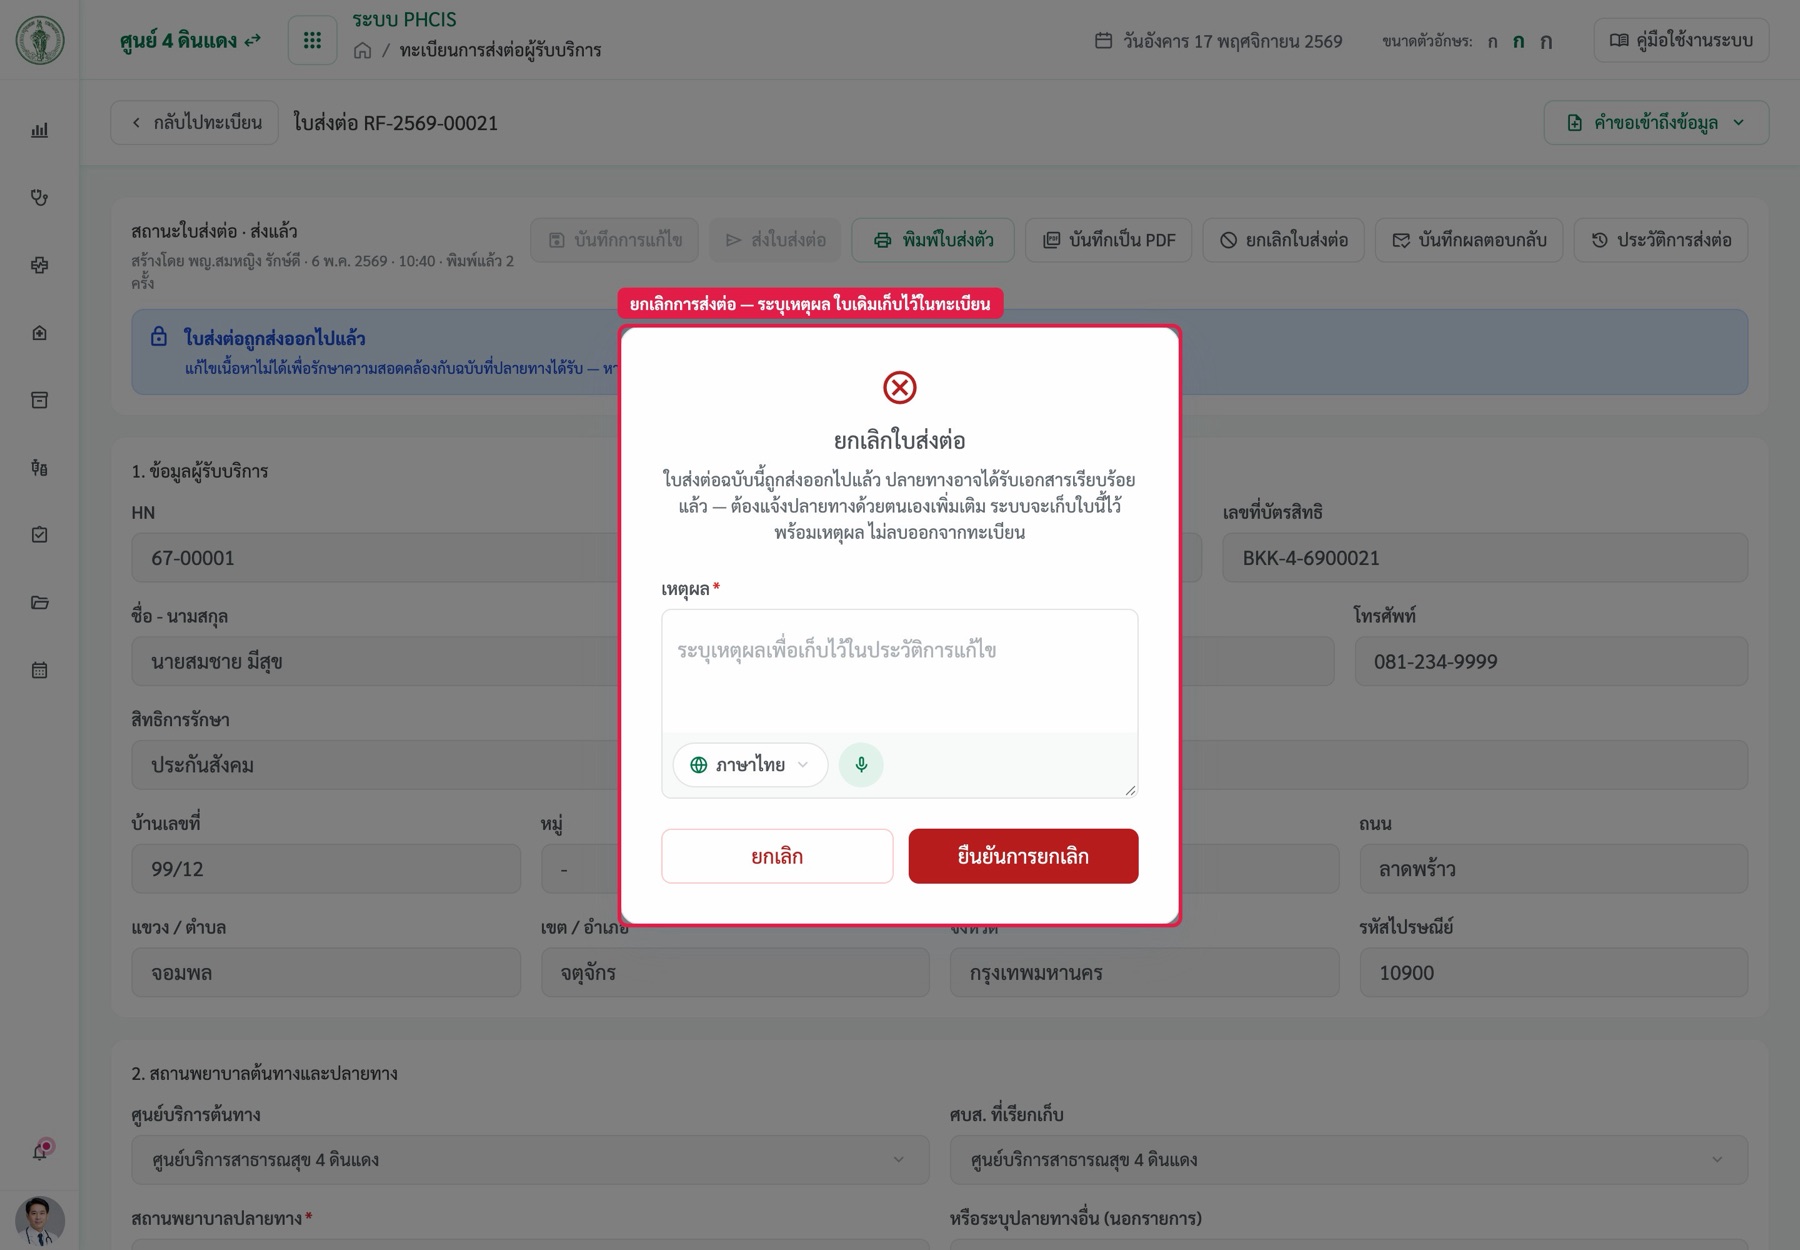 ศูนย์ 4 ดินแดง
ระบบ PHCIS
/ ทะเบียนการส่งต่อผู้รับบริการ
วันอังคาร 17 พฤศจิกายน 2569
ขนาดตัวอักษร: ก ก ก
คู่มือใช้งานระบบ
กลับไปทะเบียน
ใบส่งต่อ RF-2569-00021
คำขอเข้าถึงข้อมูล
สถานะใบส่งต่อ · ส่งแล้ว
สร้างโดย พญ.สมหญิง รักษ์ดี · 6 พ.ค. 2569 · 10:40 · พิมพ์แล้ว 2
ครั้ง
บันทึกการแก้ไข
ส่งใบส่งต่อ
พิมพ์ใบส่งตัว
บันทึกเป็น PDF
ยกเลิกใบส่งต่อ
บันทึกผลตอบกลับ
ประวัติการส่งต่อ
ยกเลิกการส่งต่อ — ระบุเหตุผล ใบเดิมเก็บไว้ในทะเบียน
ใบส่งต่อถูกส่งออกไปแล้ว
แก้ไขเนื้อหาไม่ได้เพื่อรักษาความสอดคล้องกับฉบับที่ปลายทางได้รับ —
ยกเลิกใบส่งต่อ
ใบส่งต่อฉบับนี้ถูกส่งออกไปแล้ว ปลายทางอาจได้รับเอกสารเรียบร้อย
แล้ว — ต้องแจ้งปลายทางด้วยตนเองเพิ่มเติม ระบบจะเก็บใบนี้ไว้
พร้อมเหตุผล ไม่ลบออกจากทะเบียน
เหตุผล*
ระบุเหตุผลเพื่อเก็บไว้ในประวัติการแก้ไข
ภาษาไทย
ยกเลิก
ยืนยันการยกเลิก
1. ข้อมูลผู้รับบริการ
HN
เลขที่บัตรสิทธิ
67-00001
BKK-4-6900021
ชื่อ - นามสกุล
โทรศัพท์
นายสมชาย มีสุข
081-234-9999
สิทธิการรักษา
ประกันสังคม
บ้านเลขที่
หมู่
ถนน
99/12
-
ลาดพร้าว
แขวง / ตำบล
เขต / อำเภอ
จังหวัด
รหัสไปรษณีย์
จอมพล
จตุจักร
กรุงเทพมหานคร
10900
2. สถานพยาบาลต้นทางและปลายทาง
ศูนย์บริการต้นทาง
ศบส. ที่เรียกเก็บ
ศูนย์บริการสาธารณสุข 4 ดินแดง
ศูนย์บริการสาธารณสุข 4 ดินแดง
สถานพยาบาลปลายทาง*
หรือระบุปลายทางอื่น (นอกรายการ)